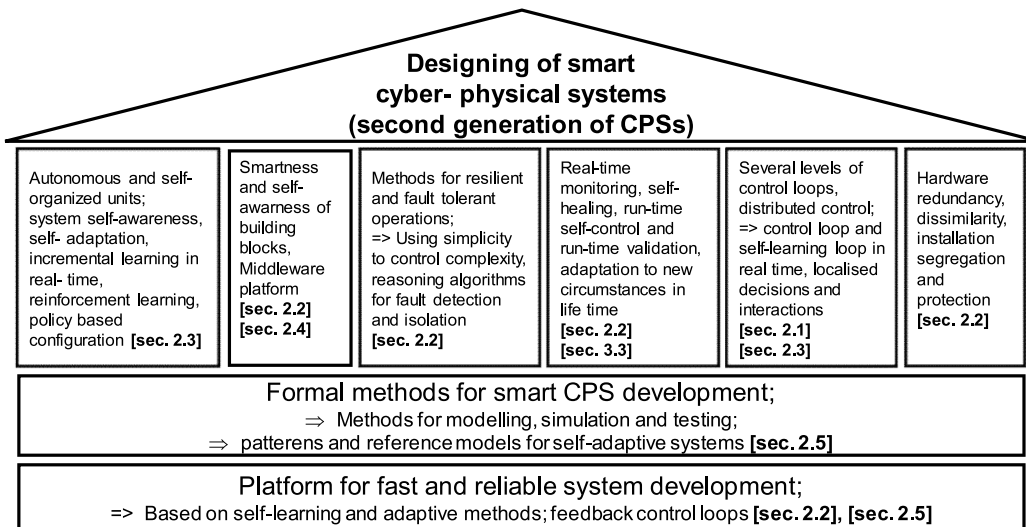 Designing of smart
cyber- physical systems
(second generation of CPSs)
Autonomous and self-
organized units;
system self-awareness,
self- adaptation,
incremental learning in
real- time,
reinforcement learning,
policy based
configuration [sec. 2.3]
Smartness
and self-
awarness of
building
blocks,
Middleware
platform
[sec. 2.2]
[sec. 2.4]
Methods for resilient
and fault tolerant
operations;
=> Using simplicity
to control complexity,
reasoning algorithms
for fault detection
and isolation
[sec. 2.2]
Real-time
monitoring, self-
healing, run-time
self-control and
run-time validation,
adaptation to new
circumstances in
life time
[sec. 2.2]
[sec. 3.3]
Several levels of
control loops,
distributed control;
=> control loop and
self-learning loop in
real time, localised
decisions and
interactions
[sec. 2.1]
[sec. 2.3]
Hardware
redundancy,
dissimilarity,
installation
segregation
and
protection
[sec. 2.2]
Formal methods for smart CPS development;
⇒ Methods for modelling, simulation and testing;
⇒ patterens and reference models for self-adaptive systems [sec. 2.5]
Platform for fast and reliable system development;
=> Based on self-learning and adaptive methods; feedback control loops [sec. 2.2], [sec. 2.5]